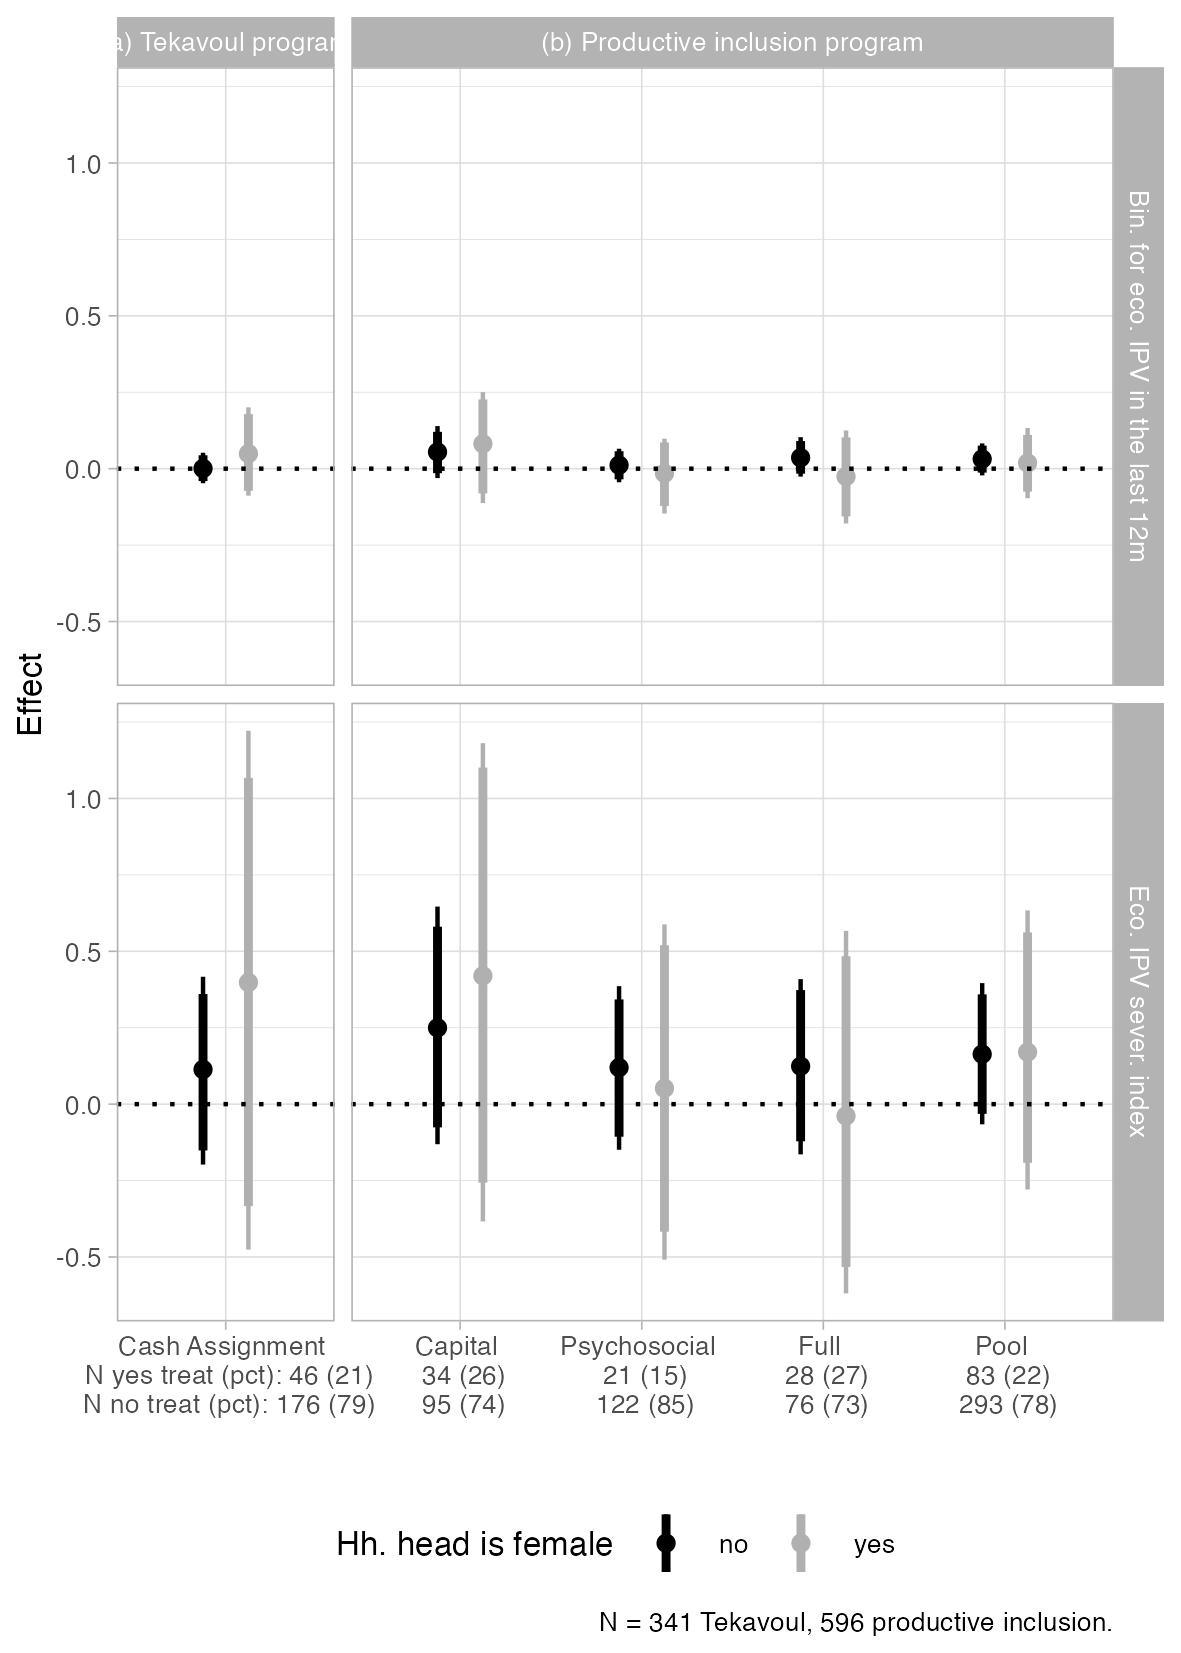 a) Tekavoul program
(b) Productive inclusion program
1.0
0.5
0.0
-0.5
Bin. for eco. IPV in the last 12m
Effect
1.0
0.5
0.0
-0.5
Eco. IPV sever. index
Cash Assignment
N yes treat (pct): 46 (21)
N no treat (pct): 176 (79)
Capital
34 (26)
95 (74)
Psychosocial
21 (15)
122 (85)
Full
28 (27)
76 (73)
Pool
83 (22)
293 (78)
Hh. head is female no yes
N = 341 Tekavoul, 596 productive inclusion.